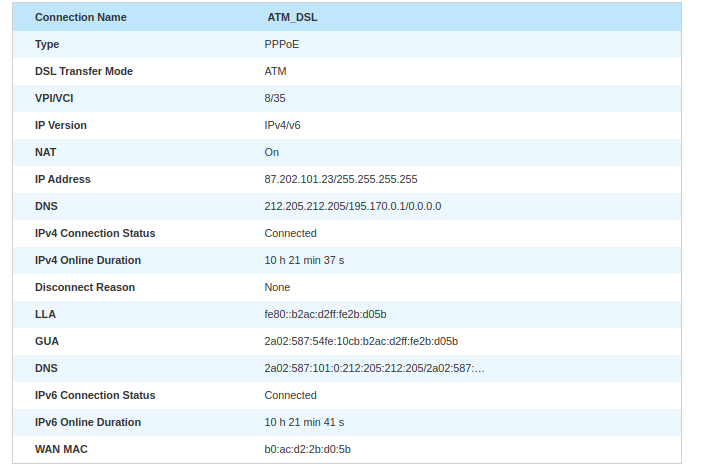 Connection Name ATM_DSL
Type PPPoE
DSL Transfer Mode ATM
VPI/VCI 8/35
IP Version IPv4/v6
NAT On
IP Address 87.202.101.23/255.255.255.255
DNS 212.205.212.205/195.170.0.1/0.0.0.0
IPv4 Connection Status Connected
IPv4 Online Duration 10 h 21 min 37 s
Disconnect Reason None
LLA fe80::b2ac:d2ff:fe2b:d05b
GUA 2a02:587:54fe:10cb:b2ac:d2ff:fe2b:d05b
DNS 2a02:587:101:0:212:205:212:205/2a02:587:…
IPv6 Connection Status Connected
IPv6 Online Duration 10 h 21 min 41 s
WAN MAC b0:ac:d2:2b:d0:5b